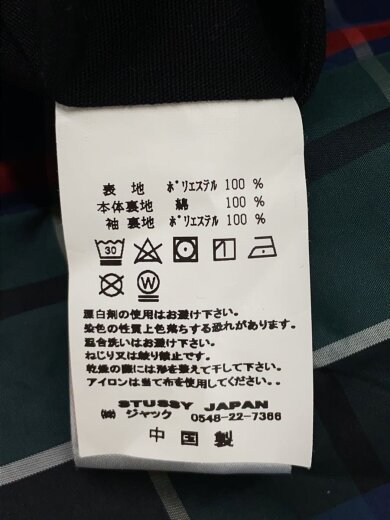 表　地　ﾎﾟﾘｴｽﾃﾙ 100 %
本体裏地　綿　100 %
袖 裏地　ﾎﾟﾘｴｽﾃﾙ 100 %
30
W
漂白剤の使用はお避け下さい。
染色の性質上色落ちする恐れがあります。
混合洗いはお避け下さい。
ねじり又は絞り厳止です。
乾燥の際には形を整えて干して下さい。
アイロンは当て布を使用してください。。
STUSSY JAPAN
㈱ ジャック 0548-22-7366
中 国 製